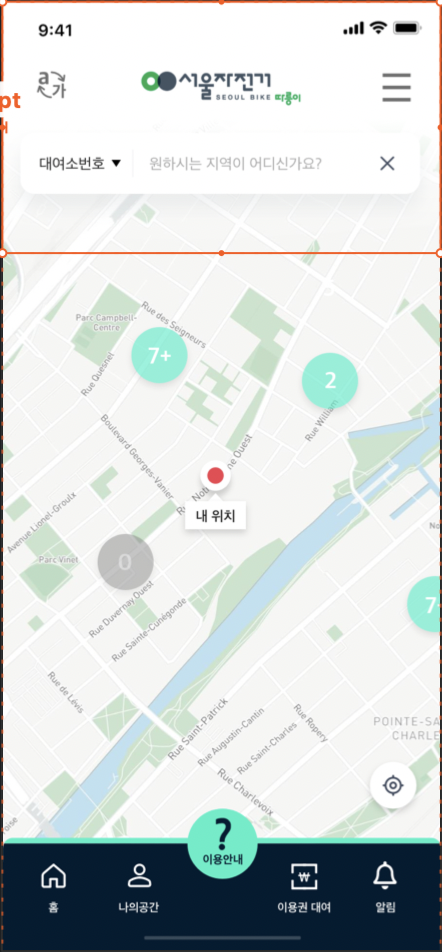 9:41
a가
pt
서울자전거
SEOUL BIKE 따릉이
대여소번호 ▼ 원하시는 지역이 어디신가요?
Parc Campbell-
Centre
Rue des Seigneurs
7+
Rue Quesnel
2
Rue William
Boulevard Georges-Vanier
Rue Notre-Dame Ouest
내 위치
Avenue Lionel-Groulx
0
Parc Vinet
7
Rue Duvernay Ouest
Rue Sainte-Cunégonde
Rue de Lévis
Rue Saint-Patrick
Rue Augustin-Cantin
Rue Ropery
Rue Saint-Charles
POINTE-SA
CHARLE
Rue Charlevoix
?
이용안내
홈
나의공간
이용권 대여
알림